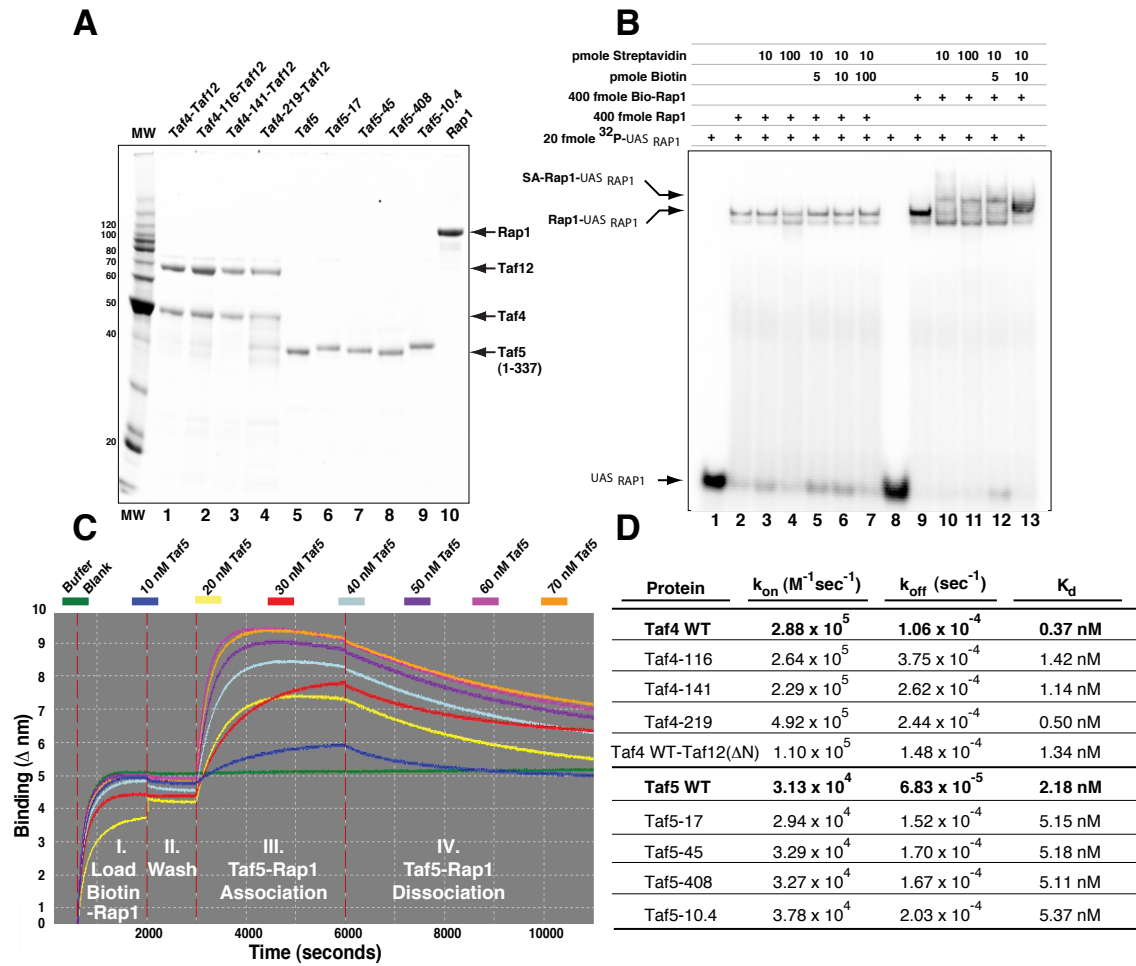 A
Taf4-Taf12
Taf4-116-Taf12
Taf4-141-Taf12
Taf4-219-Taf12
Taf5
Taf5-17
Taf5-45
Taf5-408
Taf5-10.4
Rap1
MW
120
100
80
70
60
50
40
20
Rap1
Taf12
Taf4
Taf5
(1-337)
MW 1 2 3 4 5 6 7 8 9 10
B
pmole Streptavidin 10 100 10 10 10 10 100 10 10
pmole Biotin 5 10 100 5 10
400 fmole Bio-Rap1 + + + + +
400 fmole Rap1 + + + + + +
20 fmole 32P-UAS RAP1 + + + + + + + + + + + + +
SA-Rap1-UAS RAP1
Rap1-UAS RAP1
UAS RAP1
1 2 3 4 5 6 7 8 9 10 11 12 13
C
Buffer
Blank
10 nM Taf5
20 nM Taf5
30 nM Taf5
40 nM Taf5
50 nM Taf5
60 nM Taf5
70 nM Taf5
Binding (Δ nm)
10
9
8
7
6
5
4
3
2
1
0
I.
Load
Biotin
-Rap1
II.
Wash
III.
Taf5-Rap1
Association
IV.
Taf5-Rap1
Dissociation
2000 4000 6000 8000 10000
Time (seconds)
D
Protein kon (M-1sec-1) koff (sec-1) Kd
Taf4 WT 2.88 x 105 1.06 x 10-4 0.37 nM
Taf4-116 2.64 x 105 3.75 x 10-4 1.42 nM
Taf4-141 2.29 x 105 2.62 x 10-4 1.14 nM
Taf4-219 4.92 x 105 2.44 x 10-4 0.50 nM
Taf4 WT-Taf12(ΔN) 1.10 x 105 1.48 x 10-4 1.34 nM
Taf5 WT 3.13 x 104 6.83 x 10-5 2.18 nM
Taf5-17 2.94 x 104 1.52 x 10-4 5.15 nM
Taf5-45 3.29 x 104 1.70 x 10-4 5.18 nM
Taf5-408 3.27 x 104 1.67 x 10-4 5.11 nM
Taf5-10.4 3.78 x 104 2.03 x 10-4 5.37 nM